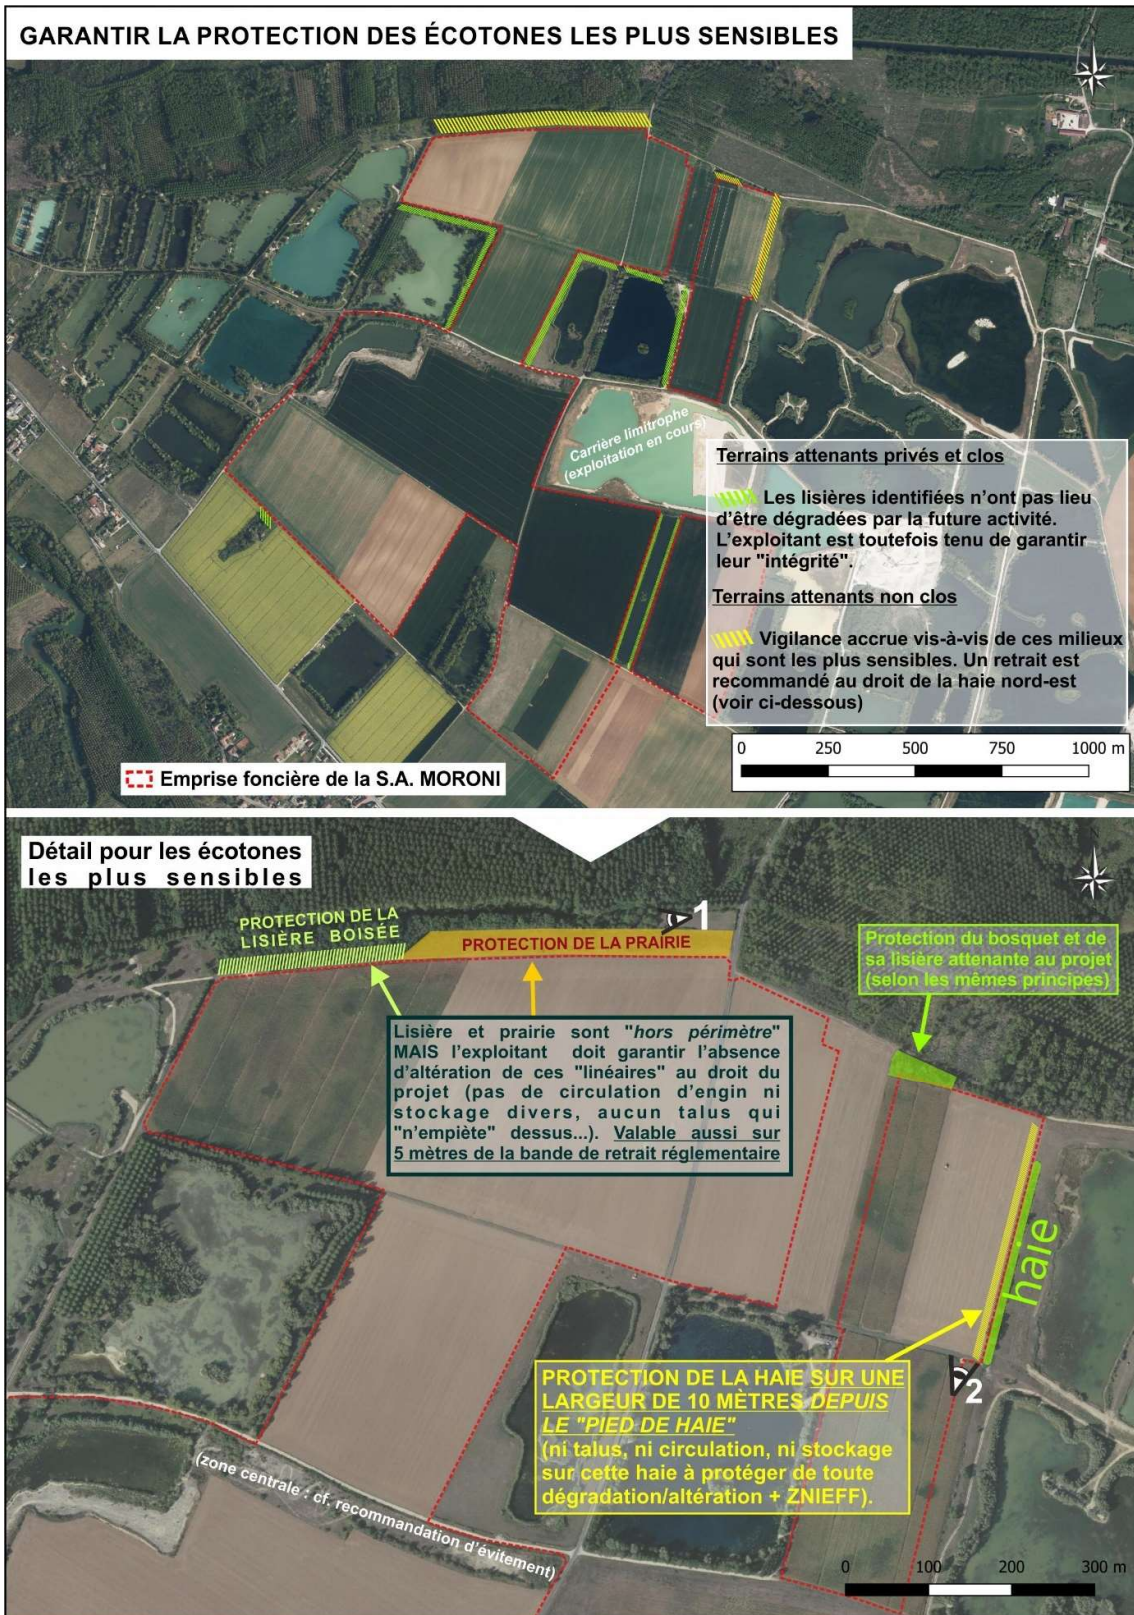 GARANTIR LA PROTECTION DES ÉCOTONES LES PLUS SENSIBLES
Carrière limitrophe
(exploitation en cours)
Terrains attenants privés et clos
Les lisières identifiées n'ont pas lieu
d'être dégradées par la future activité.
L'exploitant est toutefois tenu de garantir
leur "intégrité".
Terrains attenants non clos
Vigilance accrue vis-à-vis de ces milieux
qui sont les plus sensibles. Un retrait est
recommandé au droit de la haie nord-est
(voir ci-dessous)
0 250 500 750 1000 m
Emprise foncière de la S.A. MORONI
Détail pour les écotones
les plus sensibles
PROTECTION DE LA
LISIÈRE BOISÉE
PROTECTION DE LA PRAIRIE
1
Protection du bosquet et de
sa lisière attenante au projet
(selon les mêmes principes)
Lisière et prairie sont "hors périmètre"
MAIS l'exploitant doit garantir l'absence
d'altération de ces "linéaires" au droit du
projet (pas de circulation d'engin ni
stockage divers, aucun talus qui
"n'empiète" dessus...). Valable aussi sur
5 mètres de la bande de retrait réglementaire
haie
2
PROTECTION DE LA HAIE SUR UNE
LARGEUR DE 10 MÈTRES DEPUIS
LE "PIED DE HAIE"
(ni talus, ni circulation, ni stockage
sur cette haie à protéger de toute
dégradation/altération + ZNIEFF).
(zone centrale : cf. recommandation d'évitement)
0 100 200 300 m